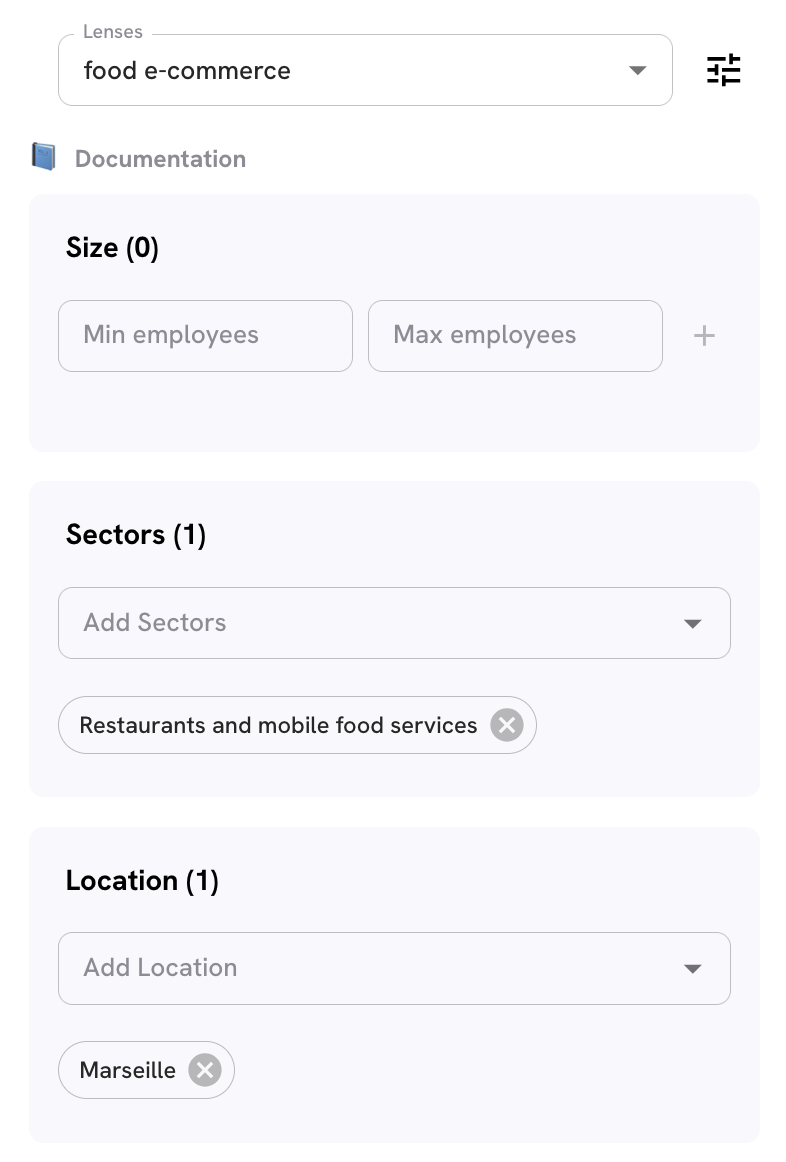 Lenses
food e-commerce
Documentation
Size (0)
Min employees Max employees +
Sectors (1)
Add Sectors
Restaurants and mobile food services
Location (1)
Add Location
Marseille